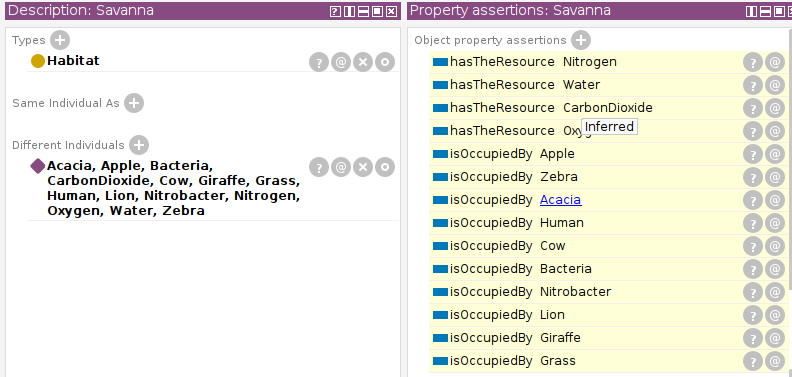 Description: Savanna
Types
Habitat
Same Individual As
Different Individuals
Acacia, Apple, Bacteria,
CarbonDioxide, Cow, Giraffe, Grass,
Human, Lion, Nitrobacter, Nitrogen,
Oxygen, Water, Zebra
Property assertions: Savanna
Object property assertions
hasTheResource Nitrogen
hasTheResource Water
hasTheResource CarbonDioxide
hasTheResource Oxyg
Inferred
isOccupiedBy Apple
isOccupiedBy Zebra
isOccupiedBy Acacia
isOccupiedBy Human
isOccupiedBy Cow
isOccupiedBy Bacteria
isOccupiedBy Nitrobacter
isOccupiedBy Lion
isOccupiedBy Giraffe
isOccupiedBy Grass